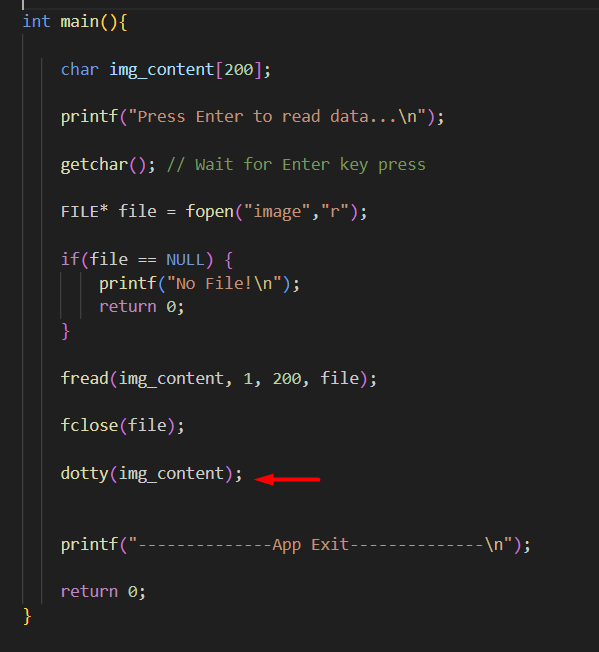 int main(){
char img_content[200];
printf("Press Enter to read data...\n");
getchar(); // Wait for Enter key press
FILE* file = fopen("image","r");
if(file == NULL) {
printf("No File!\n");
return 0;
}
fread(img_content, 1, 200, file);
fclose(file);
dotty(img_content);
printf("--------------App Exit--------------\n");
return 0;
}